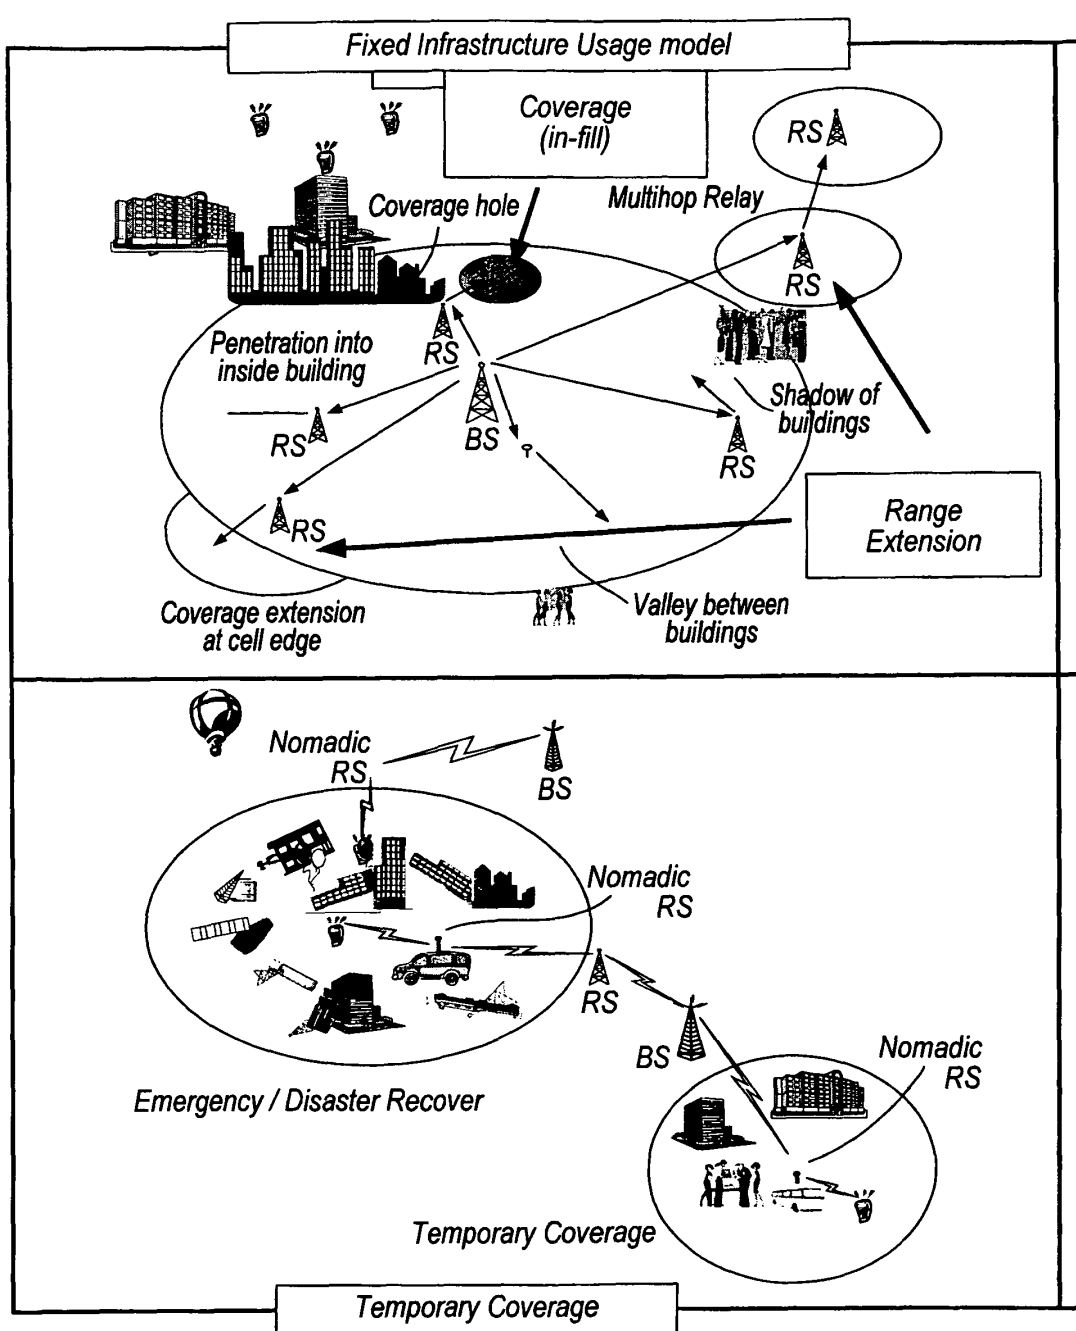 Fixed Infrastructure Usage model
Coverage
(in-fill)
RS
Multihop Relay
Coverage hole
RS
Penetration into
inside building
RS
Shadow of
buildings
RS
BS
RS
RS
Range
Extension
Coverage extension
at cell edge
Valley between
buildings
Nomadic
RS
BS
Nomadic
RS
RS
BS
Nomadic
RS
Emergency / Disaster Recover
Temporary Coverage
Temporary Coverage